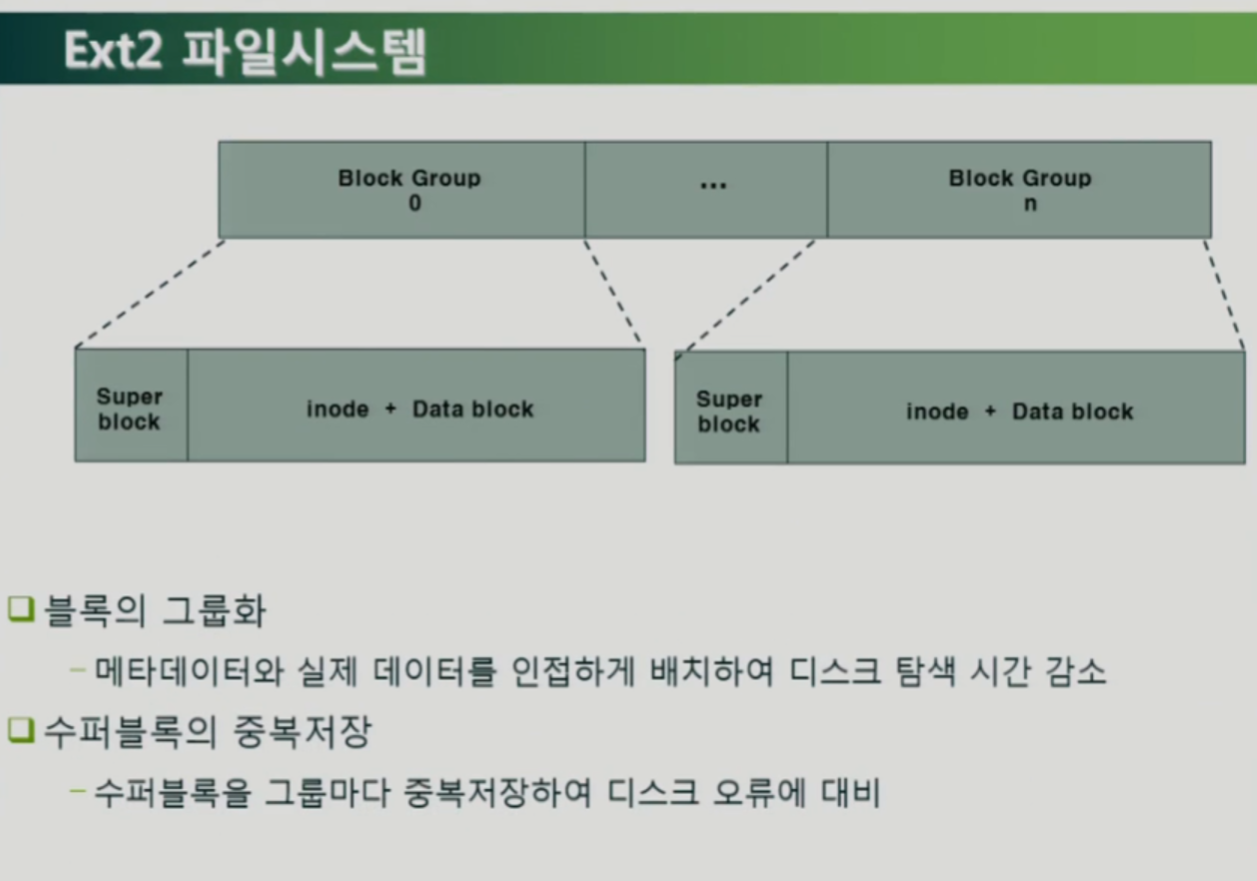 Ext2 파일시스템
Block Group
0
...
Block Group
n
Super
block
inode + Data block
Super
block
inode + Data block
블록의 그룹화
– 메타데이터와 실제 데이터를 인접하게 배치하여 디스크 탐색 시간 감소
수퍼블록의 중복저장
– 수퍼블록을 그룹마다 중복저장하여 디스크 오류에 대비